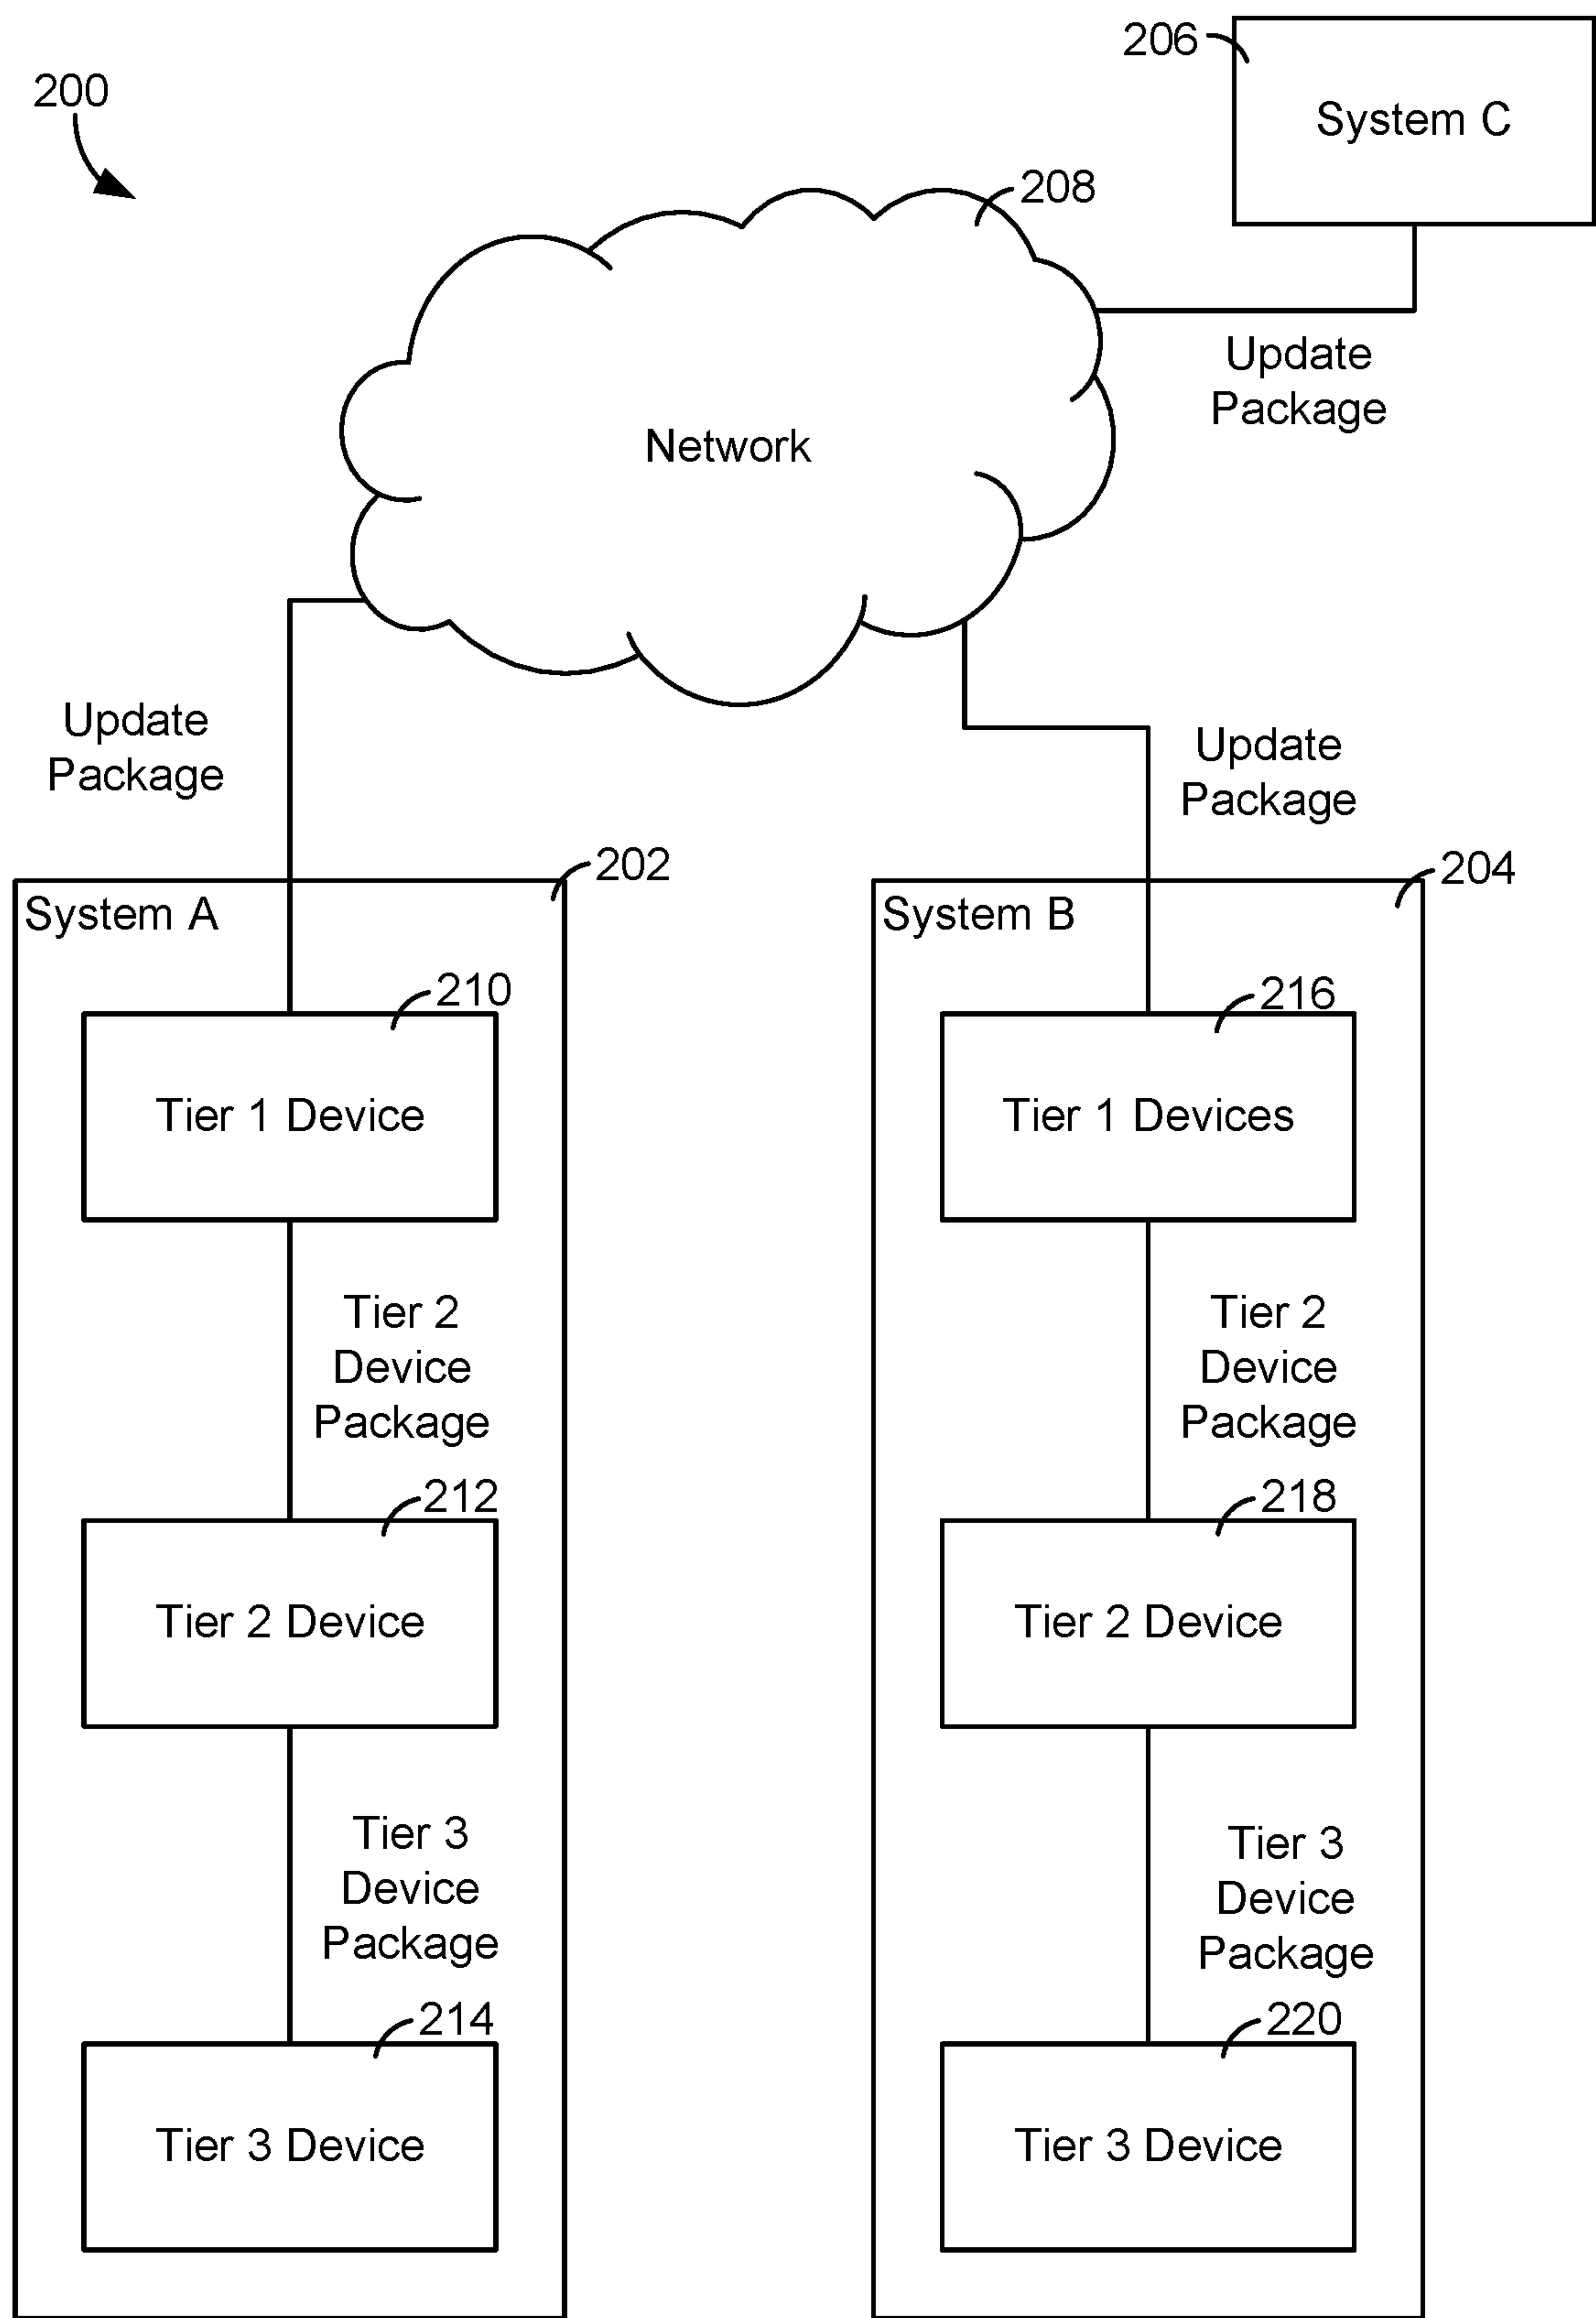 206
System C
200
208
Update
Package
Network
Update
Package
Update
Package
202
204
System A
System B
210
216
Tier 1 Device
Tier 1 Devices
Tier 2
Device
Package
Tier 2
Device
Package
212
218
Tier 2 Device
Tier 2 Device
Tier 3
Device
Package
Tier 3
Device
Package
214
220
Tier 3 Device
Tier 3 Device